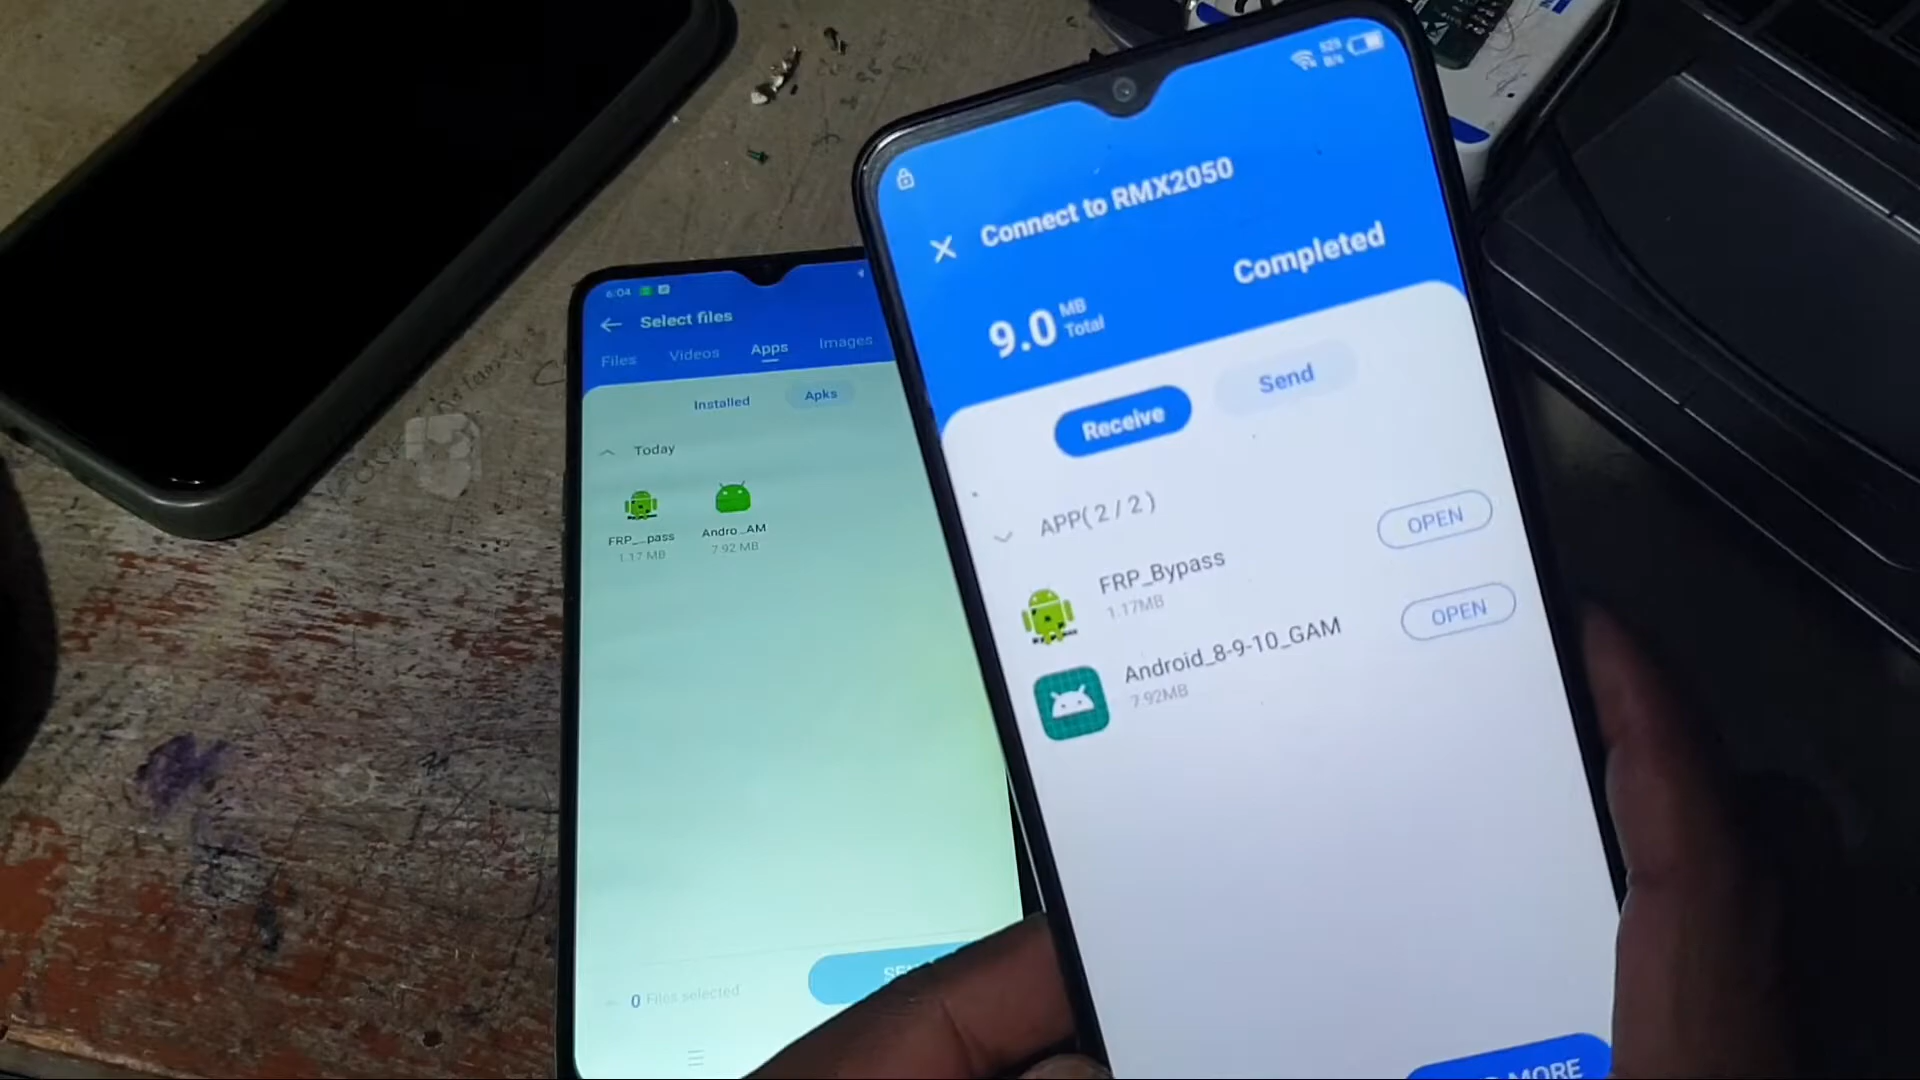 6:04
Select files
Files Videos Apps Images
Installed Apks
Today
FRP_...pass
1.17 MB
Andro...AM
7.92 MB
0 Files selected
Connect to RMX2050
Completed
9.0 MB Total
Receive Send
APP(2/2)
FRP_Bypass
1.17MB
OPEN
Android_8-9-10_GAM
7.92MB
OPEN
MORE